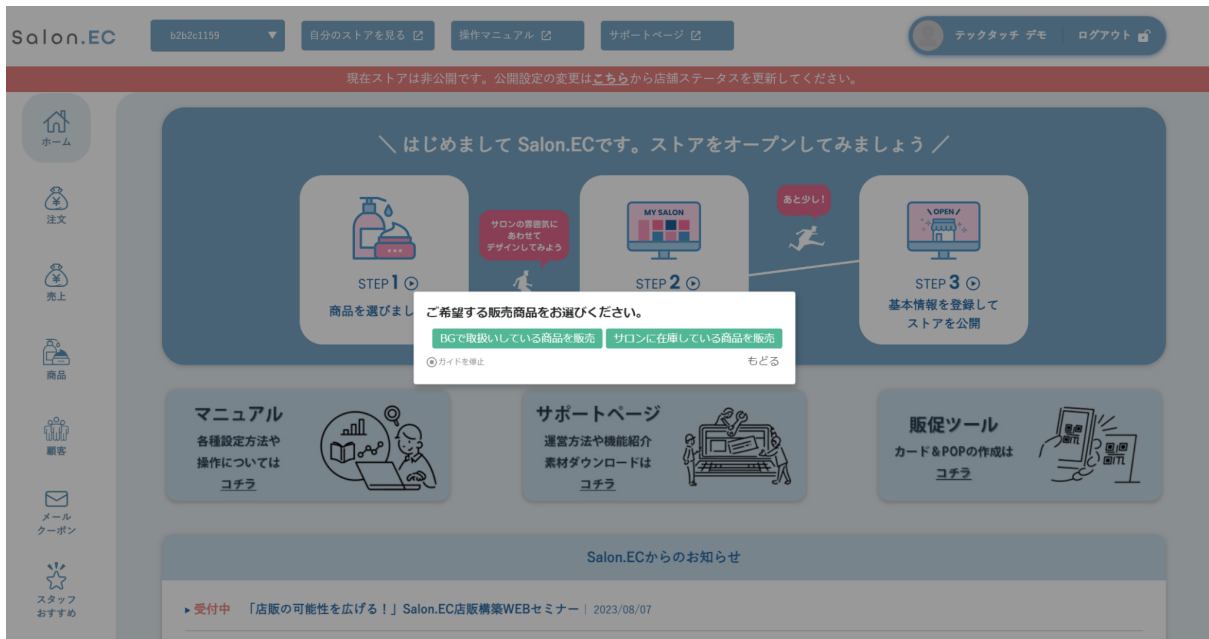 Salon.EC
b2b2c1159
自分のストアを見る
操作マニュアル
サポートページ
テックタッチ デモ
ログアウト
現在ストアは非公開です。公開設定の変更はこちらから店舗ステータスを更新してください。
ホーム
注文
売上
商品
顧客
メール
クーポン
スタッフ
おすすめ
＼ はじめまして Salon.ECです。ストアをオープンしてみましょう ／
STEP 1
商品を選びまし
サロンの雰囲気に
あわせて
デザインしてみよう
MY SALON
STEP 2
あと少し！
OPEN
STEP 3
基本情報を登録して
ストアを公開
ご希望する販売商品をお選びください。
BGで取扱いしている商品を販売
サロンに在庫している商品を販売
ガイドを停止
もどる
マニュアル
各種設定方法や
操作については
コチラ
サポートページ
運営方法や機能紹介
素材ダウンロードは
コチラ
販促ツール
カード&POPの作成は
コチラ
Salon.ECからのお知らせ
受付中 「店販の可能性を広げる！」Salon.EC店販構築WEBセミナー | 2023/08/07